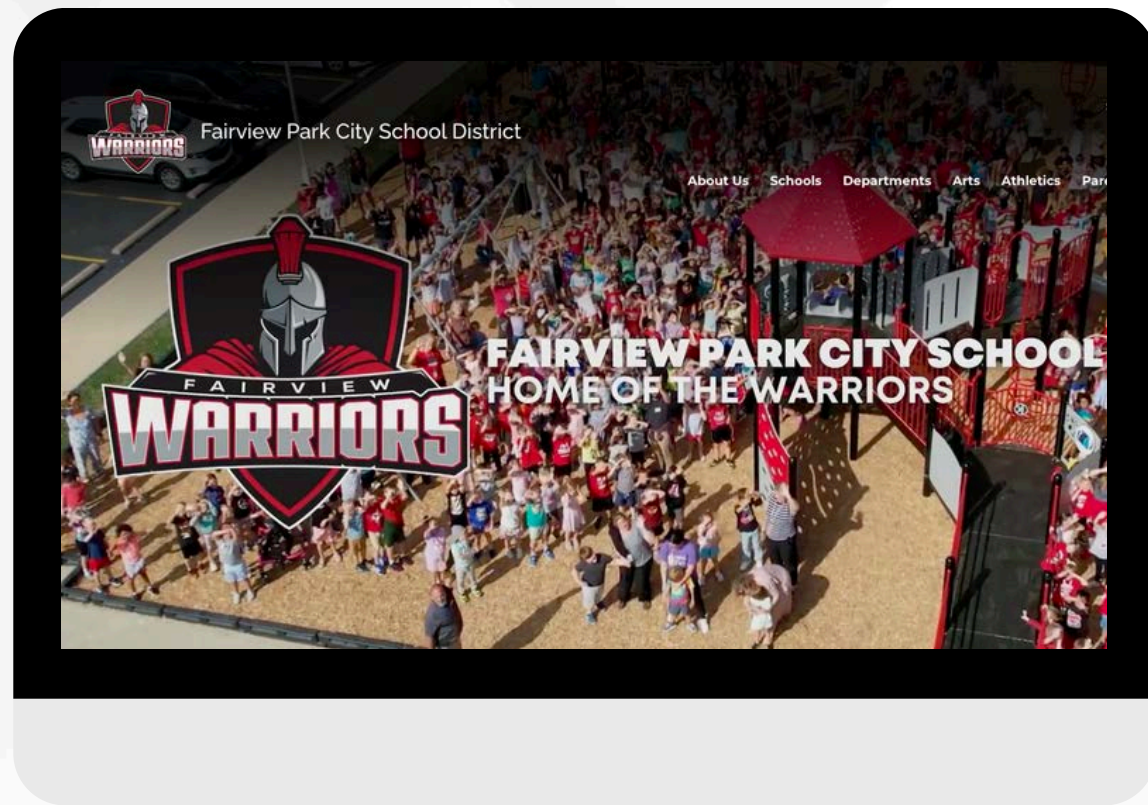 FAIRVIEW
WARRIORS
Fairview Park City School District
About Us Schools Departments Arts Athletics
FAIRVIEW
WARRIORS
FAIRVIEW PARK CITY SCHOOL
HOME OF THE WARRIORS